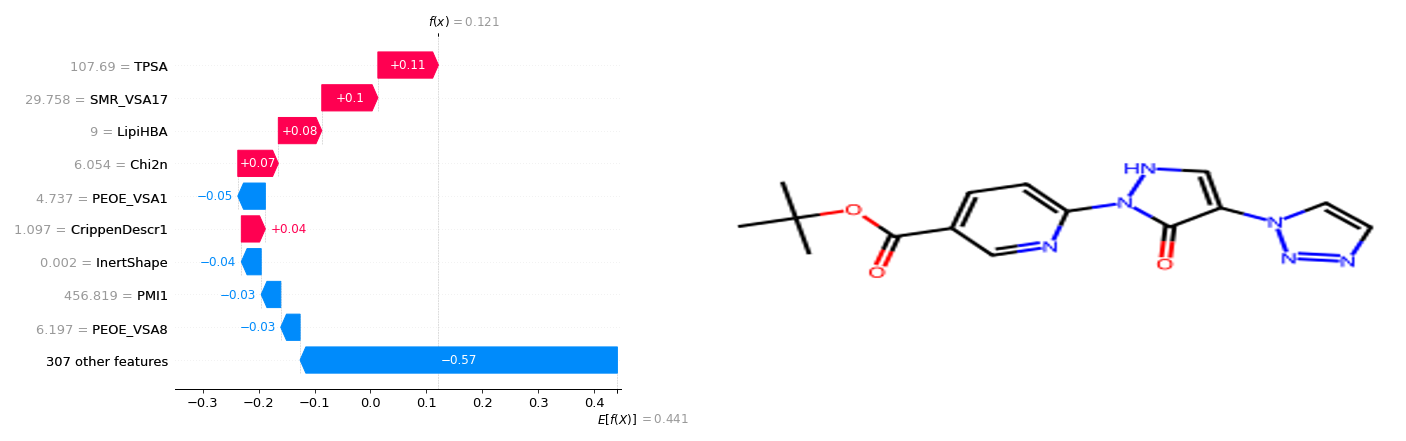 f(x) = 0.121
107.69 = TPSA
+0.11
29.758 = SMR_VSA17
+0.1
9 = LipiHBA
+0.08
6.054 = Chi2n
+0.07
4.737 = PEOE_VSA1
−0.05
1.097 = CrippenDescr1
+0.04
0.002 = InertShape
−0.04
456.819 = PMI1
−0.03
6.197 = PEOE_VSA8
−0.03
307 other features
−0.57
−0.3 −0.2 −0.1 0.0 0.1 0.2 0.3 0.4
E[f(X)] = 0.441
HN
O
N
N
N
O
O
N
N